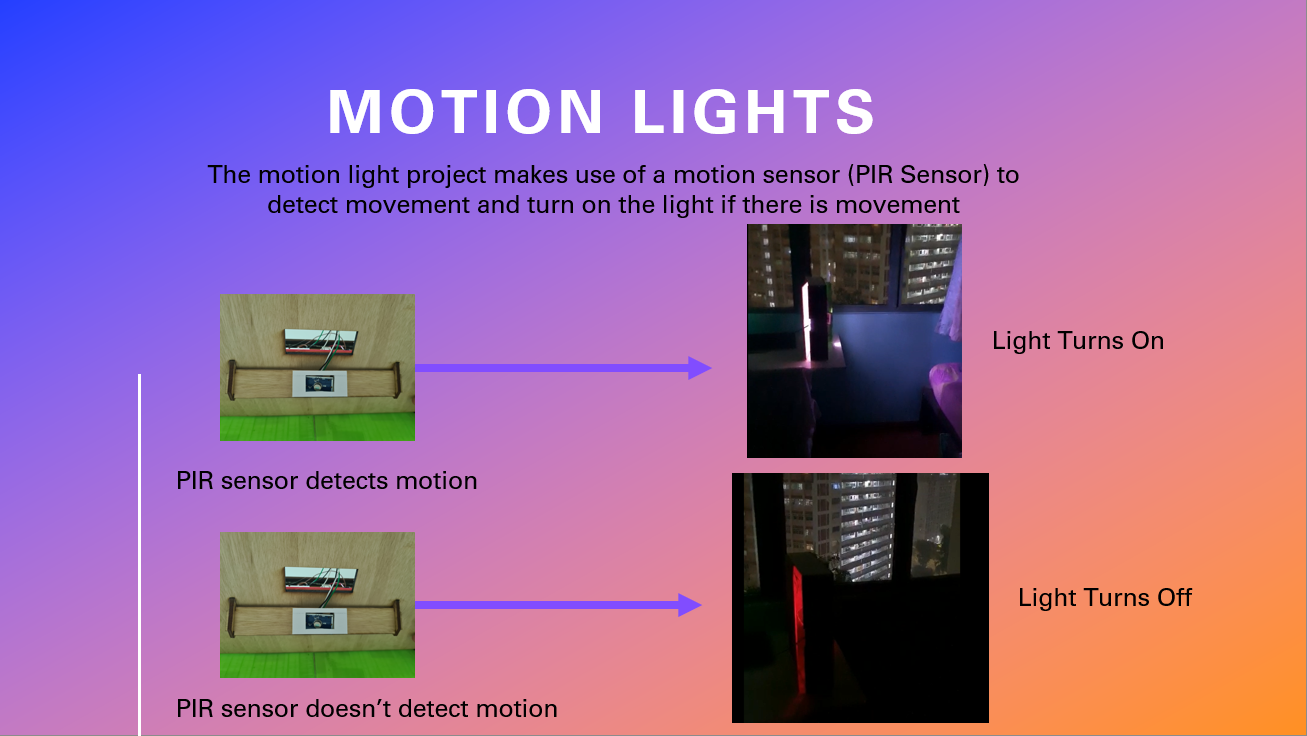 MOTION LIGHTS
The motion light project makes use of a motion sensor (PIR Sensor) to
detect movement and turn on the light if there is movement
Light Turns On
PIR sensor detects motion
Light Turns Off
PIR sensor doesn’t detect motion